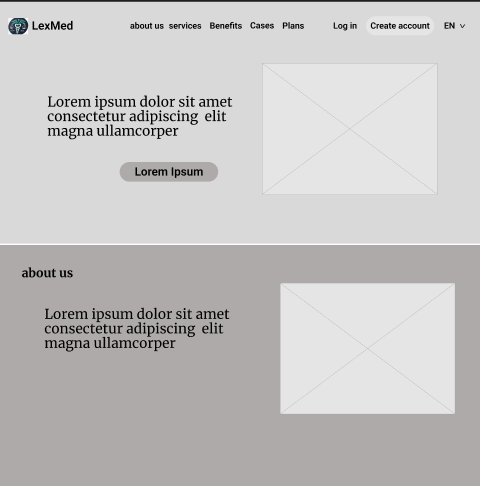 LexMed
about us services Benefits Cases Plans
Log in
Create account
EN
Lorem ipsum dolor sit amet
consectetur adipiscing elit
magna ullamcorper
Lorem Ipsum
about us
Lorem ipsum dolor sit amet
consectetur adipiscing elit
magna ullamcorper